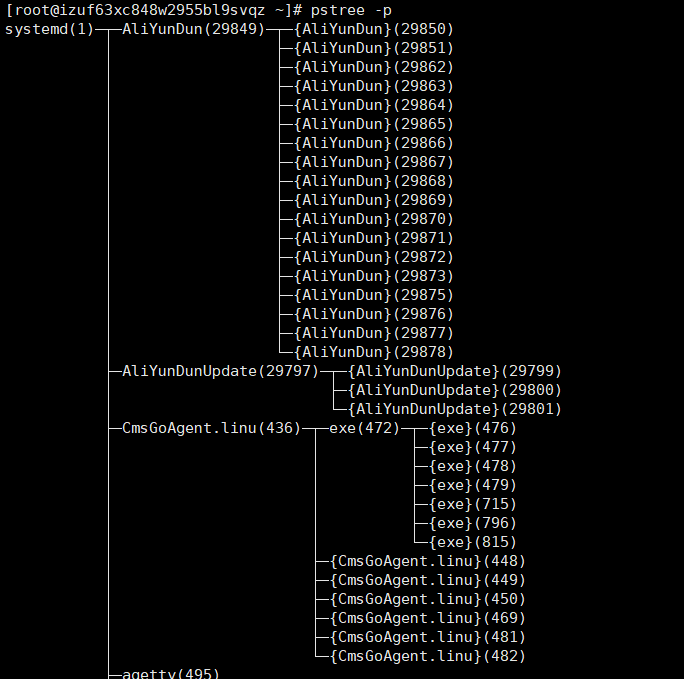 [root@izuf63xc848w2955bl9svqz ~]# pstree -p
systemd(1)─┬─AliYunDun(29849)─┬─{AliYunDun}(29850)
├─{AliYunDun}(29851)
├─{AliYunDun}(29862)
├─{AliYunDun}(29863)
├─{AliYunDun}(29864)
├─{AliYunDun}(29865)
├─{AliYunDun}(29866)
├─{AliYunDun}(29867)
├─{AliYunDun}(29868)
├─{AliYunDun}(29869)
├─{AliYunDun}(29870)
├─{AliYunDun}(29871)
├─{AliYunDun}(29872)
├─{AliYunDun}(29873)
├─{AliYunDun}(29875)
├─{AliYunDun}(29876)
├─{AliYunDun}(29877)
└─{AliYunDun}(29878)
├─AliYunDunUpdate(29797)─┬─{AliYunDunUpdate}(29799)
├─{AliYunDunUpdate}(29800)
└─{AliYunDunUpdate}(29801)
├─CmsGoAgent.linu(436)─┬─exe(472)─┬─{exe}(476)
├─{exe}(477)
├─{exe}(478)
├─{exe}(479)
├─{exe}(715)
├─{exe}(796)
└─{exe}(815)
├─{CmsGoAgent.linu}(448)
├─{CmsGoAgent.linu}(449)
├─{CmsGoAgent.linu}(450)
├─{CmsGoAgent.linu}(469)
├─{CmsGoAgent.linu}(481)
└─{CmsGoAgent.linu}(482)
├─agetty(495)